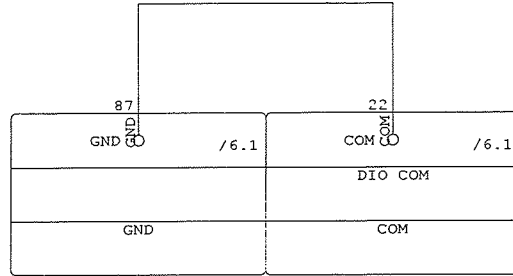 87 22
GND GND /6.1 COM COM /6.1
DIO COM
GND COM